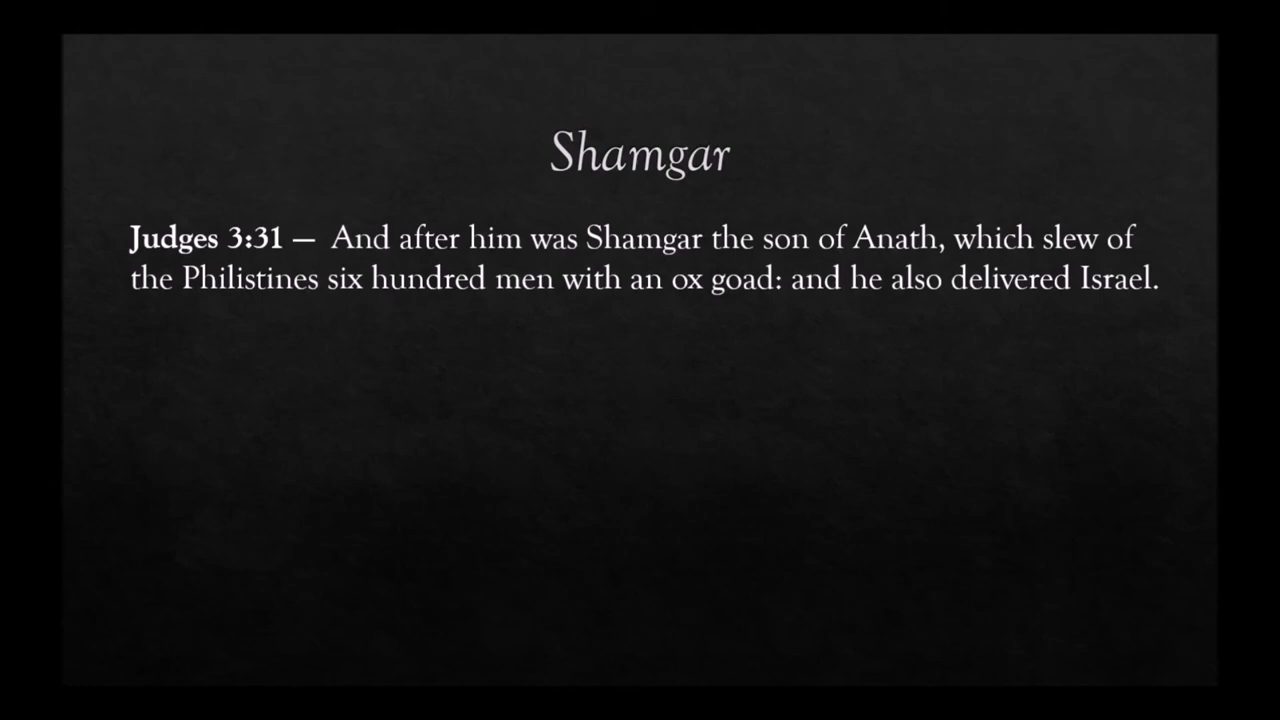 Shamgar
Judges 3:31 — And after him was Shamgar the son of Anath, which slew of
the Philistines six hundred men with an ox goad: and he also delivered Israel.